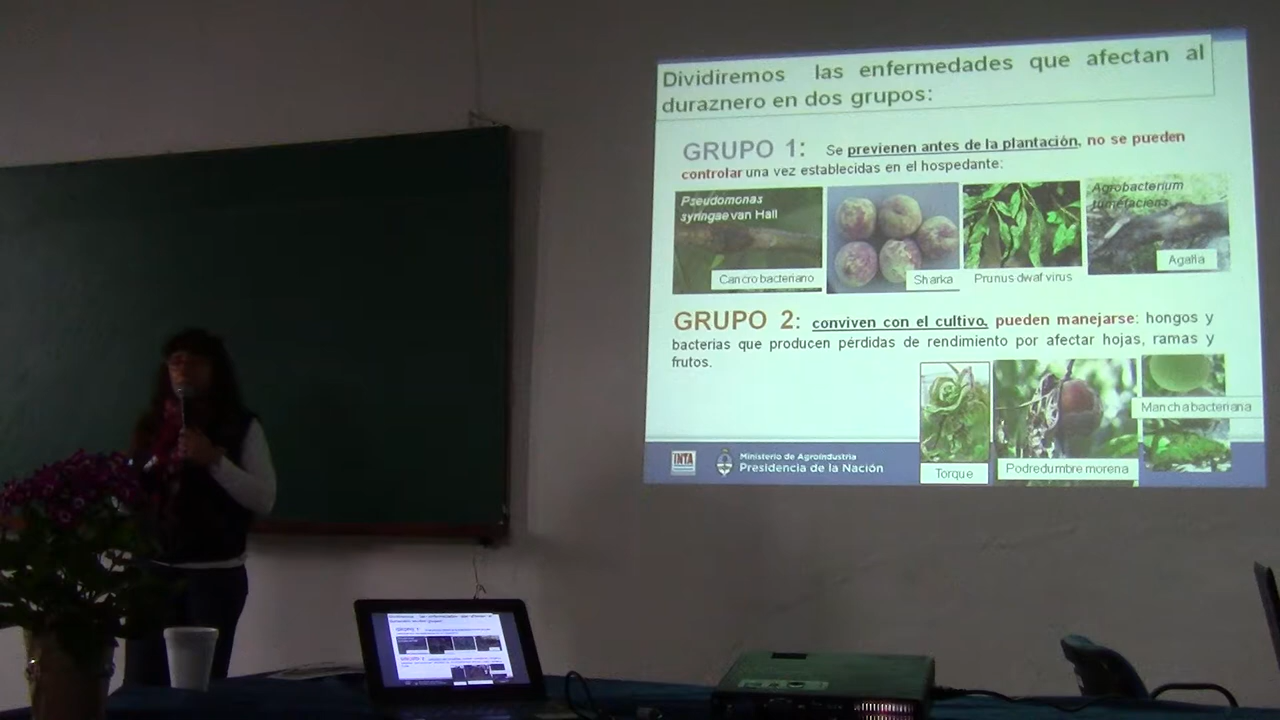 Dividiremos las enfermedades que afectan al
duraznero en dos grupos:
GRUPO 1: Se previenen antes de la plantación, no se pueden
controlar una vez establecidas en el hospedante:
Pseudomonas
syringae van Hall
Cancro bacteriano
Sharka
Prunus dwaf virus
Agrobacterium
tumefaciens
Agalla
GRUPO 2: conviven con el cultivo, pueden manejarse: hongos y
bacterias que producen pérdidas de rendimiento por afectar hojas, ramas y
frutos.
Torque
Podredumbre morena
Mancha bacteriana
INTA
Ministerio de Agroindustria
Presidencia de la Nación